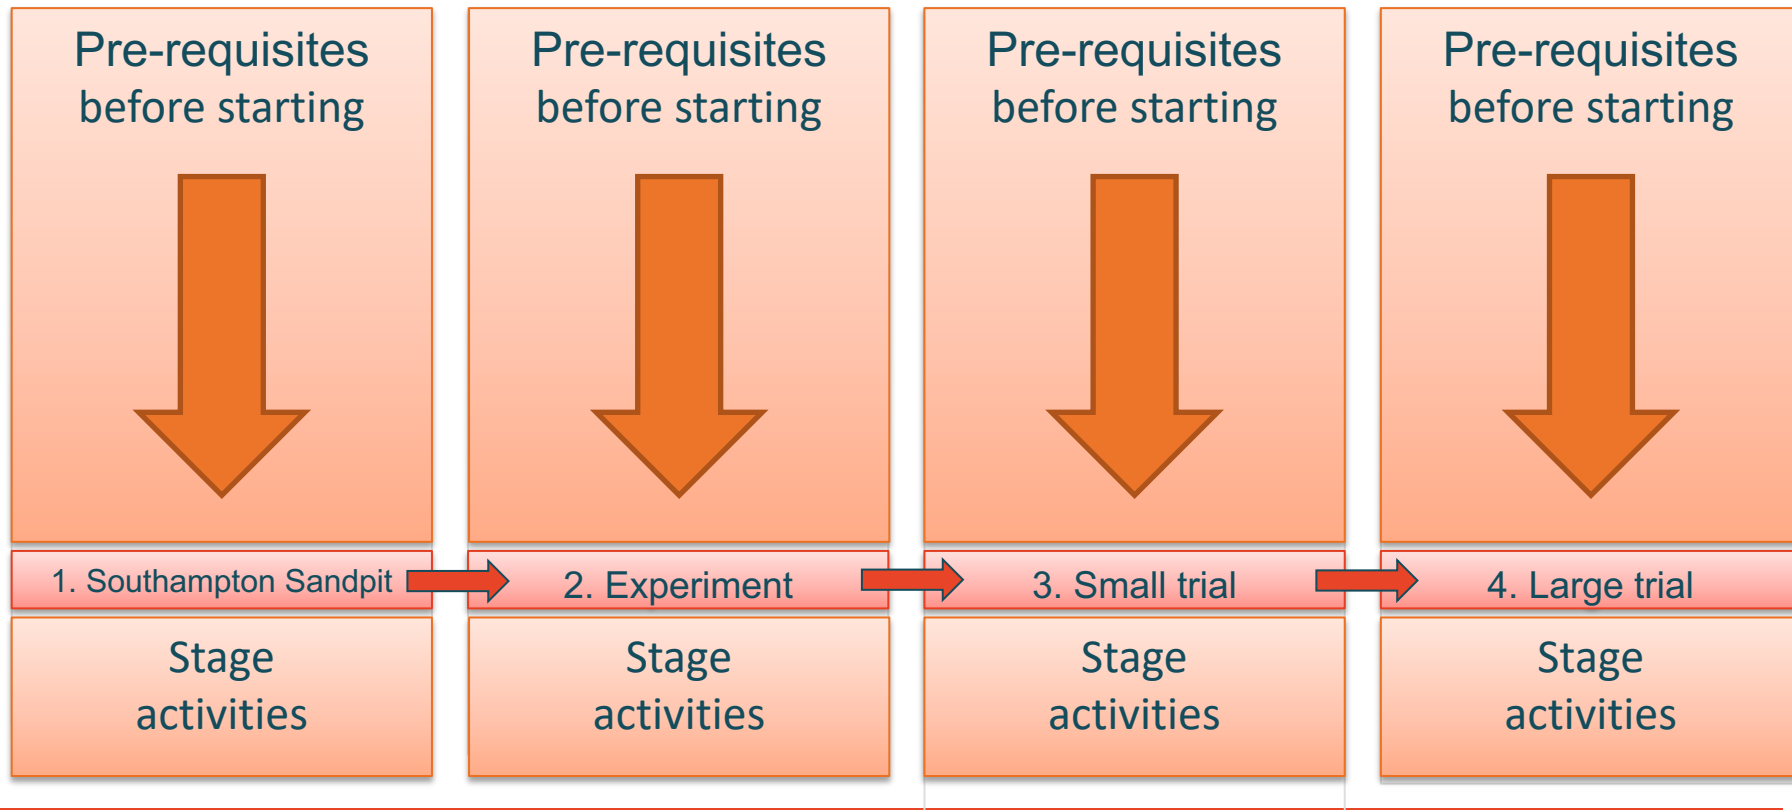 Pre-requisites
before starting
Pre-requisites
before starting
Pre-requisites
before starting
Pre-requisites
before starting
1. Southampton Sandpit
2. Experiment
3. Small trial
4. Large trial
Stage
activities
Stage
activities
Stage
activities
Stage
activities